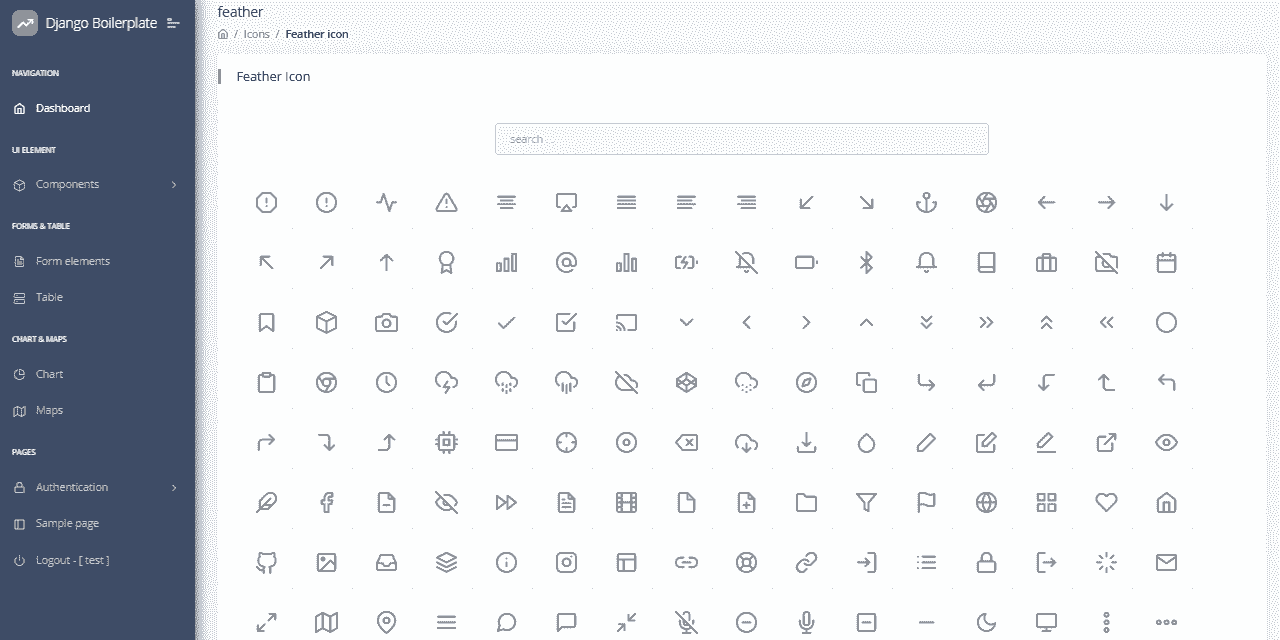 Django Boilerplate
NAVIGATION
Dashboard
UI ELEMENT
Components
FORMS & TABLE
Form elements
Table
CHART & MAPS
Chart
Maps
PAGES
Authentication
Sample page
Logout - [ test ]
feather
/ Icons / Feather icon
Feather Icon
search ...